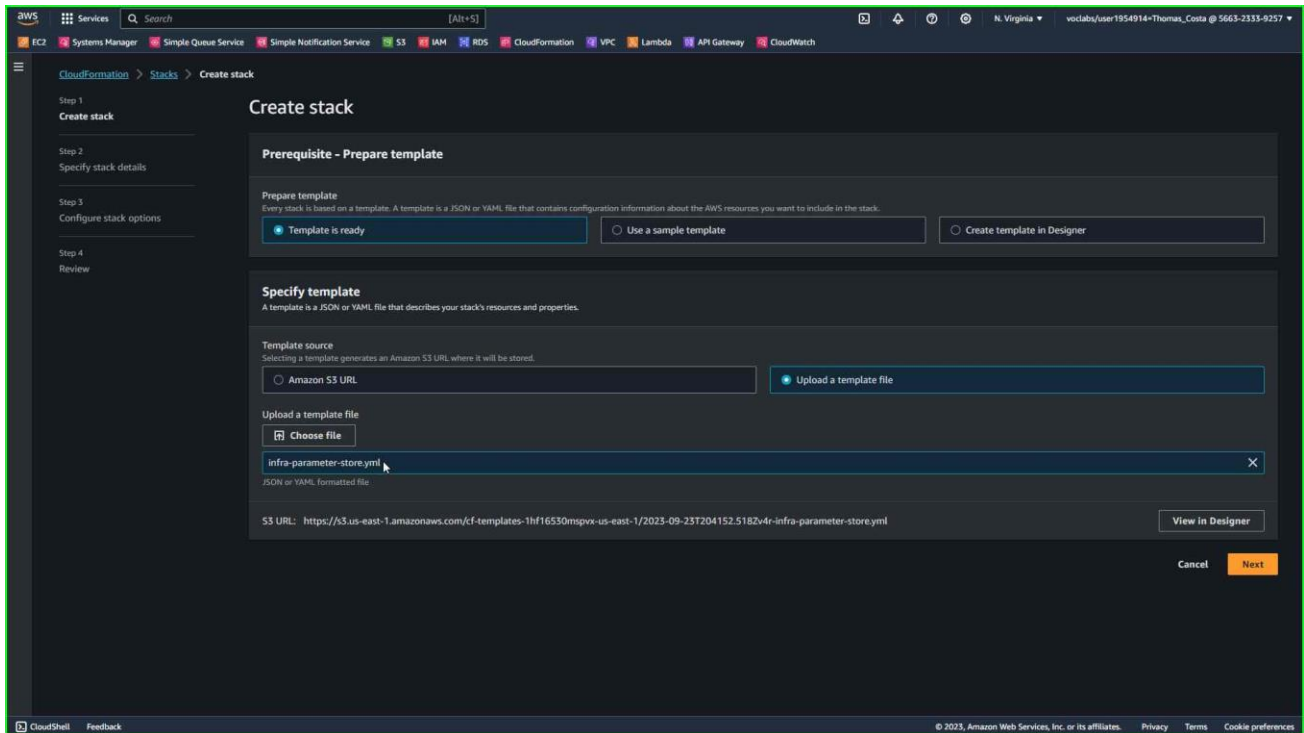 aws Services Search [Alt+S] N. Virginia voclabs/user1954914=Thomas_Costa @ 5663-2333-9257
EC2 Systems Manager Simple Queue Service Simple Notification Service S3 IAM RDS CloudFormation VPC Lambda API Gateway CloudWatch
CloudFormation > Stacks > Create stack
Step 1
Create stack
Step 2
Specify stack details
Step 3
Configure stack options
Step 4
Review
Create stack
Prerequisite - Prepare template
Prepare template
Every stack is based on a template. A template is a JSON or YAML file that contains configuration information about the AWS resources you want to include in the stack.
Template is ready
Use a sample template
Create template in Designer
Specify template
A template is a JSON or YAML file that describes your stack's resources and properties.
Template source
Selecting a template generates an Amazon S3 URL where it will be stored.
Amazon S3 URL
Upload a template file
Upload a template file
Choose file
infra-parameter-store.yml
JSON or YAML formatted file
S3 URL: https://s3.us-east-1.amazonaws.com/cf-templates-1hf16530mspvx-us-east-1/2023-09-23T204152.518Zv4r-infra-parameter-store.yml
View in Designer
Cancel Next
CloudShell Feedback © 2023, Amazon Web Services, Inc. or its affiliates. Privacy Terms Cookie preferences